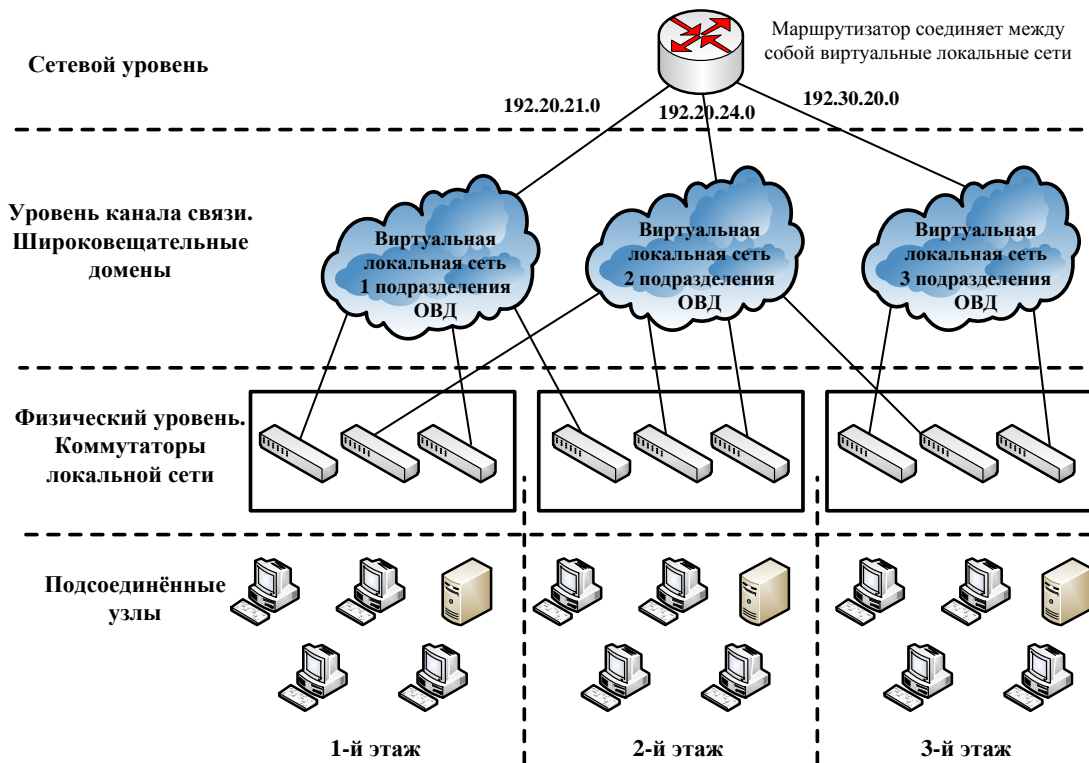 Маршрутизатор соединяет между
собой виртуальные локальные сети
Сетевой уровень
192.20.21.0
192.20.24.0
192.30.20.0
Уровень канала связи.
Широковещательные
домены
Виртуальная
локальная сеть
1 подразделения
ОВД
Виртуальная
локальная сеть
2 подразделения
ОВД
Виртуальная
локальная сеть
3 подразделения
ОВД
Физический уровень.
Коммутаторы
локальной сети
Подсоединённые
узлы
1-й этаж
2-й этаж
3-й этаж